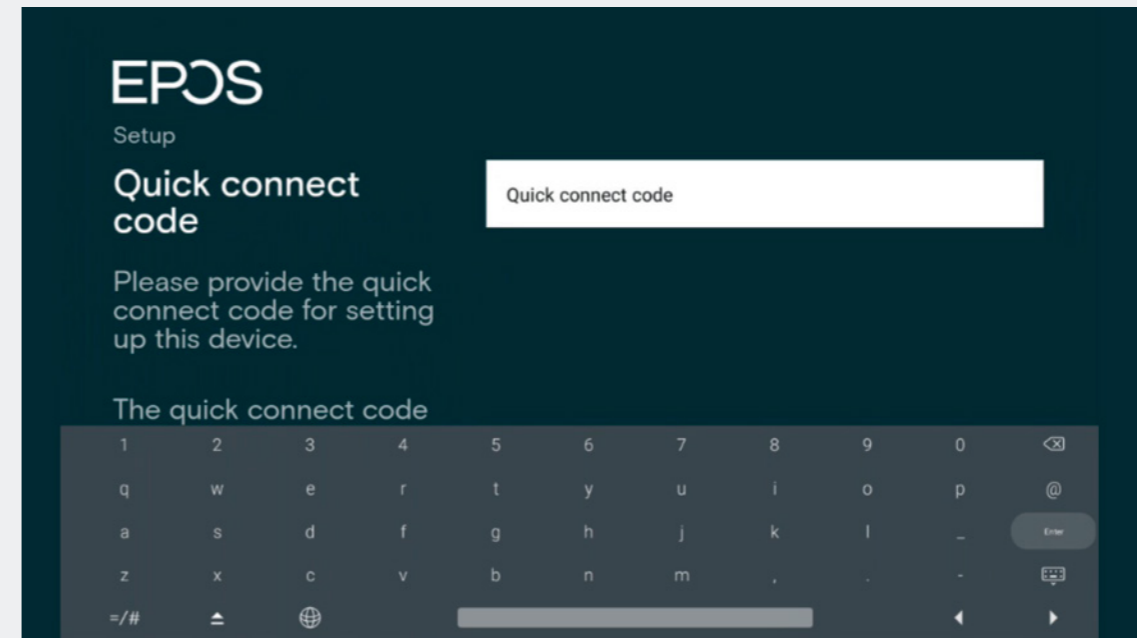 EPOS
Setup
Quick connect
code
Quick connect code
Please provide the quick
connect code for setting
up this device.
The quick connect code
1 2 3 4 5 6 7 8 9 0
q w e r t y u i o p @
a s d f g h j k l _ Enter
z x c v b n m , . -
=/#